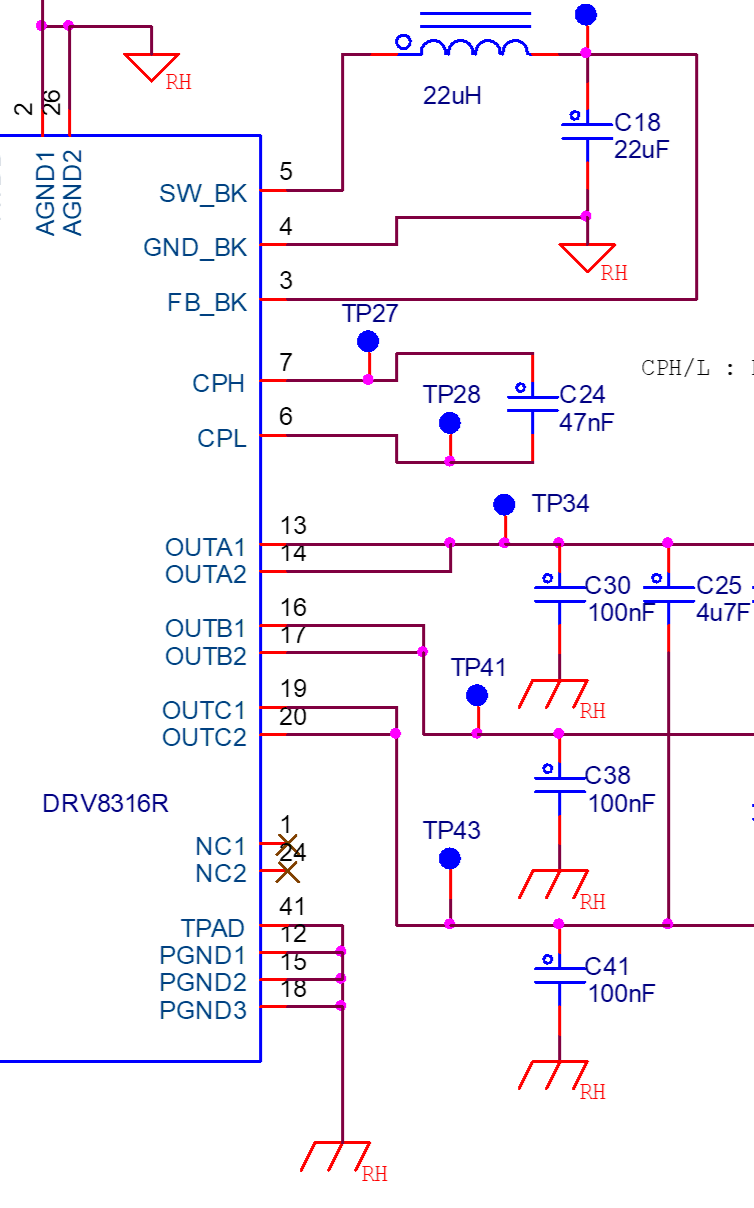 RH
2
26
AGND1
AGND2
22uH
C18
22uF
5
SW_BK
4
GND_BK
RH
3
FB_BK
TP27
7
CPH
CPH/L :
TP28
C24
47nF
6
CPL
TP34
13
OUTA1
14
OUTA2
C30
100nF
C25
4u7F
16
OUTB1
17
OUTB2
TP41
19
OUTC1
RH
20
OUTC2
C38
100nF
DRV8316R
1
TP43
NC1
24
NC2
RH
41
TPAD
12
PGND1
15
PGND2
C41
100nF
18
PGND3
RH
RH